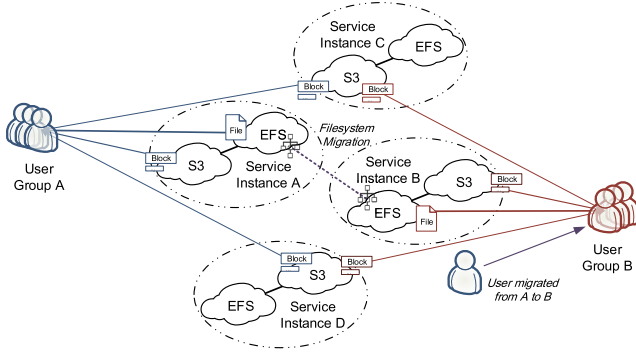 Service
Instance C
EFS
S3
Block
Block
File
EFS
Filesystem
Migration
User
Group A
Block
S3
Service
Instance A
Service
Instance B
S3
Block
EFS
File
User
Group B
Block
S3
Block
EFS
Service
Instance D
User migrated
from A to B